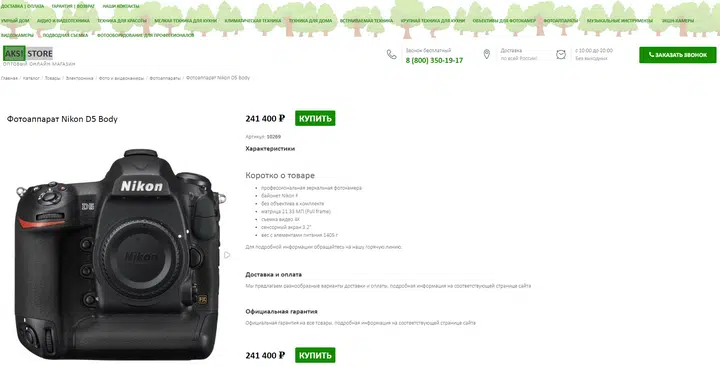 ДОСТАВКА | ОПЛАТА ГАРАНТИЯ | ВОЗВРАТ НАШИ КОНТАКТЫ
УМНЫЙ ДОМ АУДИО И ВИДЕОТЕХНИКА ТЕХНИКА ДЛЯ КРАСОТЫ МЕЛКАЯ ТЕХНИКА ДЛЯ КУХНИ КЛИМАТИЧЕСКАЯ ТЕХНИКА ТЕХНИКА ДЛЯ ДОМА ВСТРАИВАЕМАЯ ТЕХНИКА КРУПНАЯ ТЕХНИКА ДЛЯ КУХНИ ОБЪЕКТИВЫ ДЛЯ ФОТОКАМЕР ФОТОАППАРАТЫ МУЗЫКАЛЬНЫЕ ИНСТРУМЕНТЫ ЭКШН-КАМЕРЫ
ВИДЕОКАМЕРЫ ПОДВОДНАЯ СЪЕМКА ФОТООБОРУДОВАНИЕ ДЛЯ ПРОФЕССИОНАЛОВ
STORE
ОПТОВЫЙ ОНЛАЙН МАГАЗИН
Звонок бесплатный
8 (800) 350-19-17
Доставка
по всей России!
с 10:00 до 20:00
Без выходных
ЗАКАЗАТЬ ЗВОНОК
Главная / Каталог / Товары / Электроника / Фото и видеокамеры / Фотоаппараты / Фотоаппарат Nikon D5 Body
Фотоаппарат Nikon D5 Body
241 400 ₽ КУПИТЬ
Артикул: 50269
Характеристики
Коротко о товаре
профессиональная зеркальная фотокамера
байонет Nikon F
без объектива в комплекте
матрица 21.33 МП (Full frame)
съемка видео 4K
сенсорный экран 3.2"
вес с элементами питания 1405 г
Для подробной информации обращайтесь на нашу горячую линию.
Nikon
D5
Nikon
FX
Доставка и оплата
Мы предлагаем разнообразные варианты доставки и оплаты, подробная информация на соответствующей странице сайта
Официальная гарантия
Официальная гарантия на все товары, подробная информация на соответствующей странице сайта
241 400 ₽ КУПИТЬ